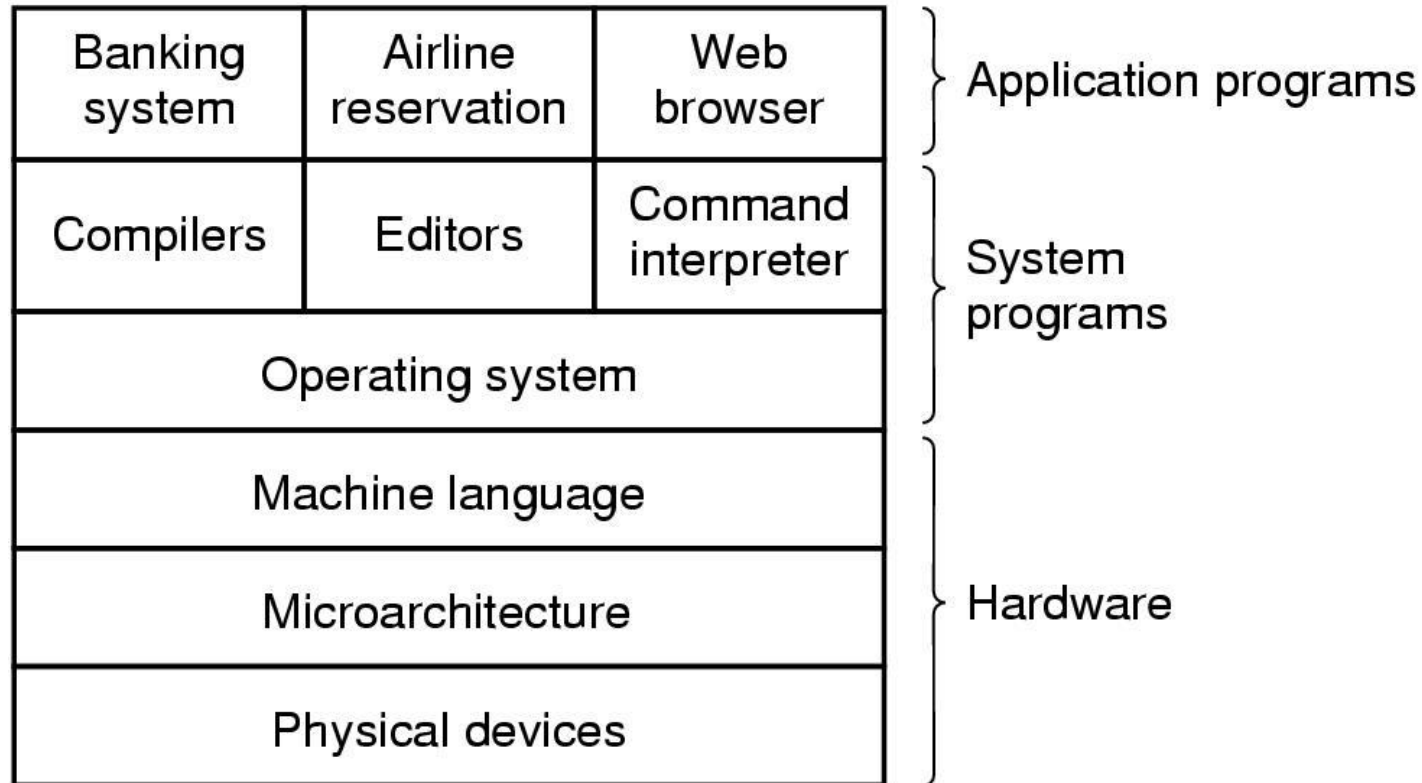 Banking
system
Airline
reservation
Web
browser
Application programs
Compilers
Editors
Command
interpreter
System
programs
Operating system
Machine language
Microarchitecture
Hardware
Physical devices